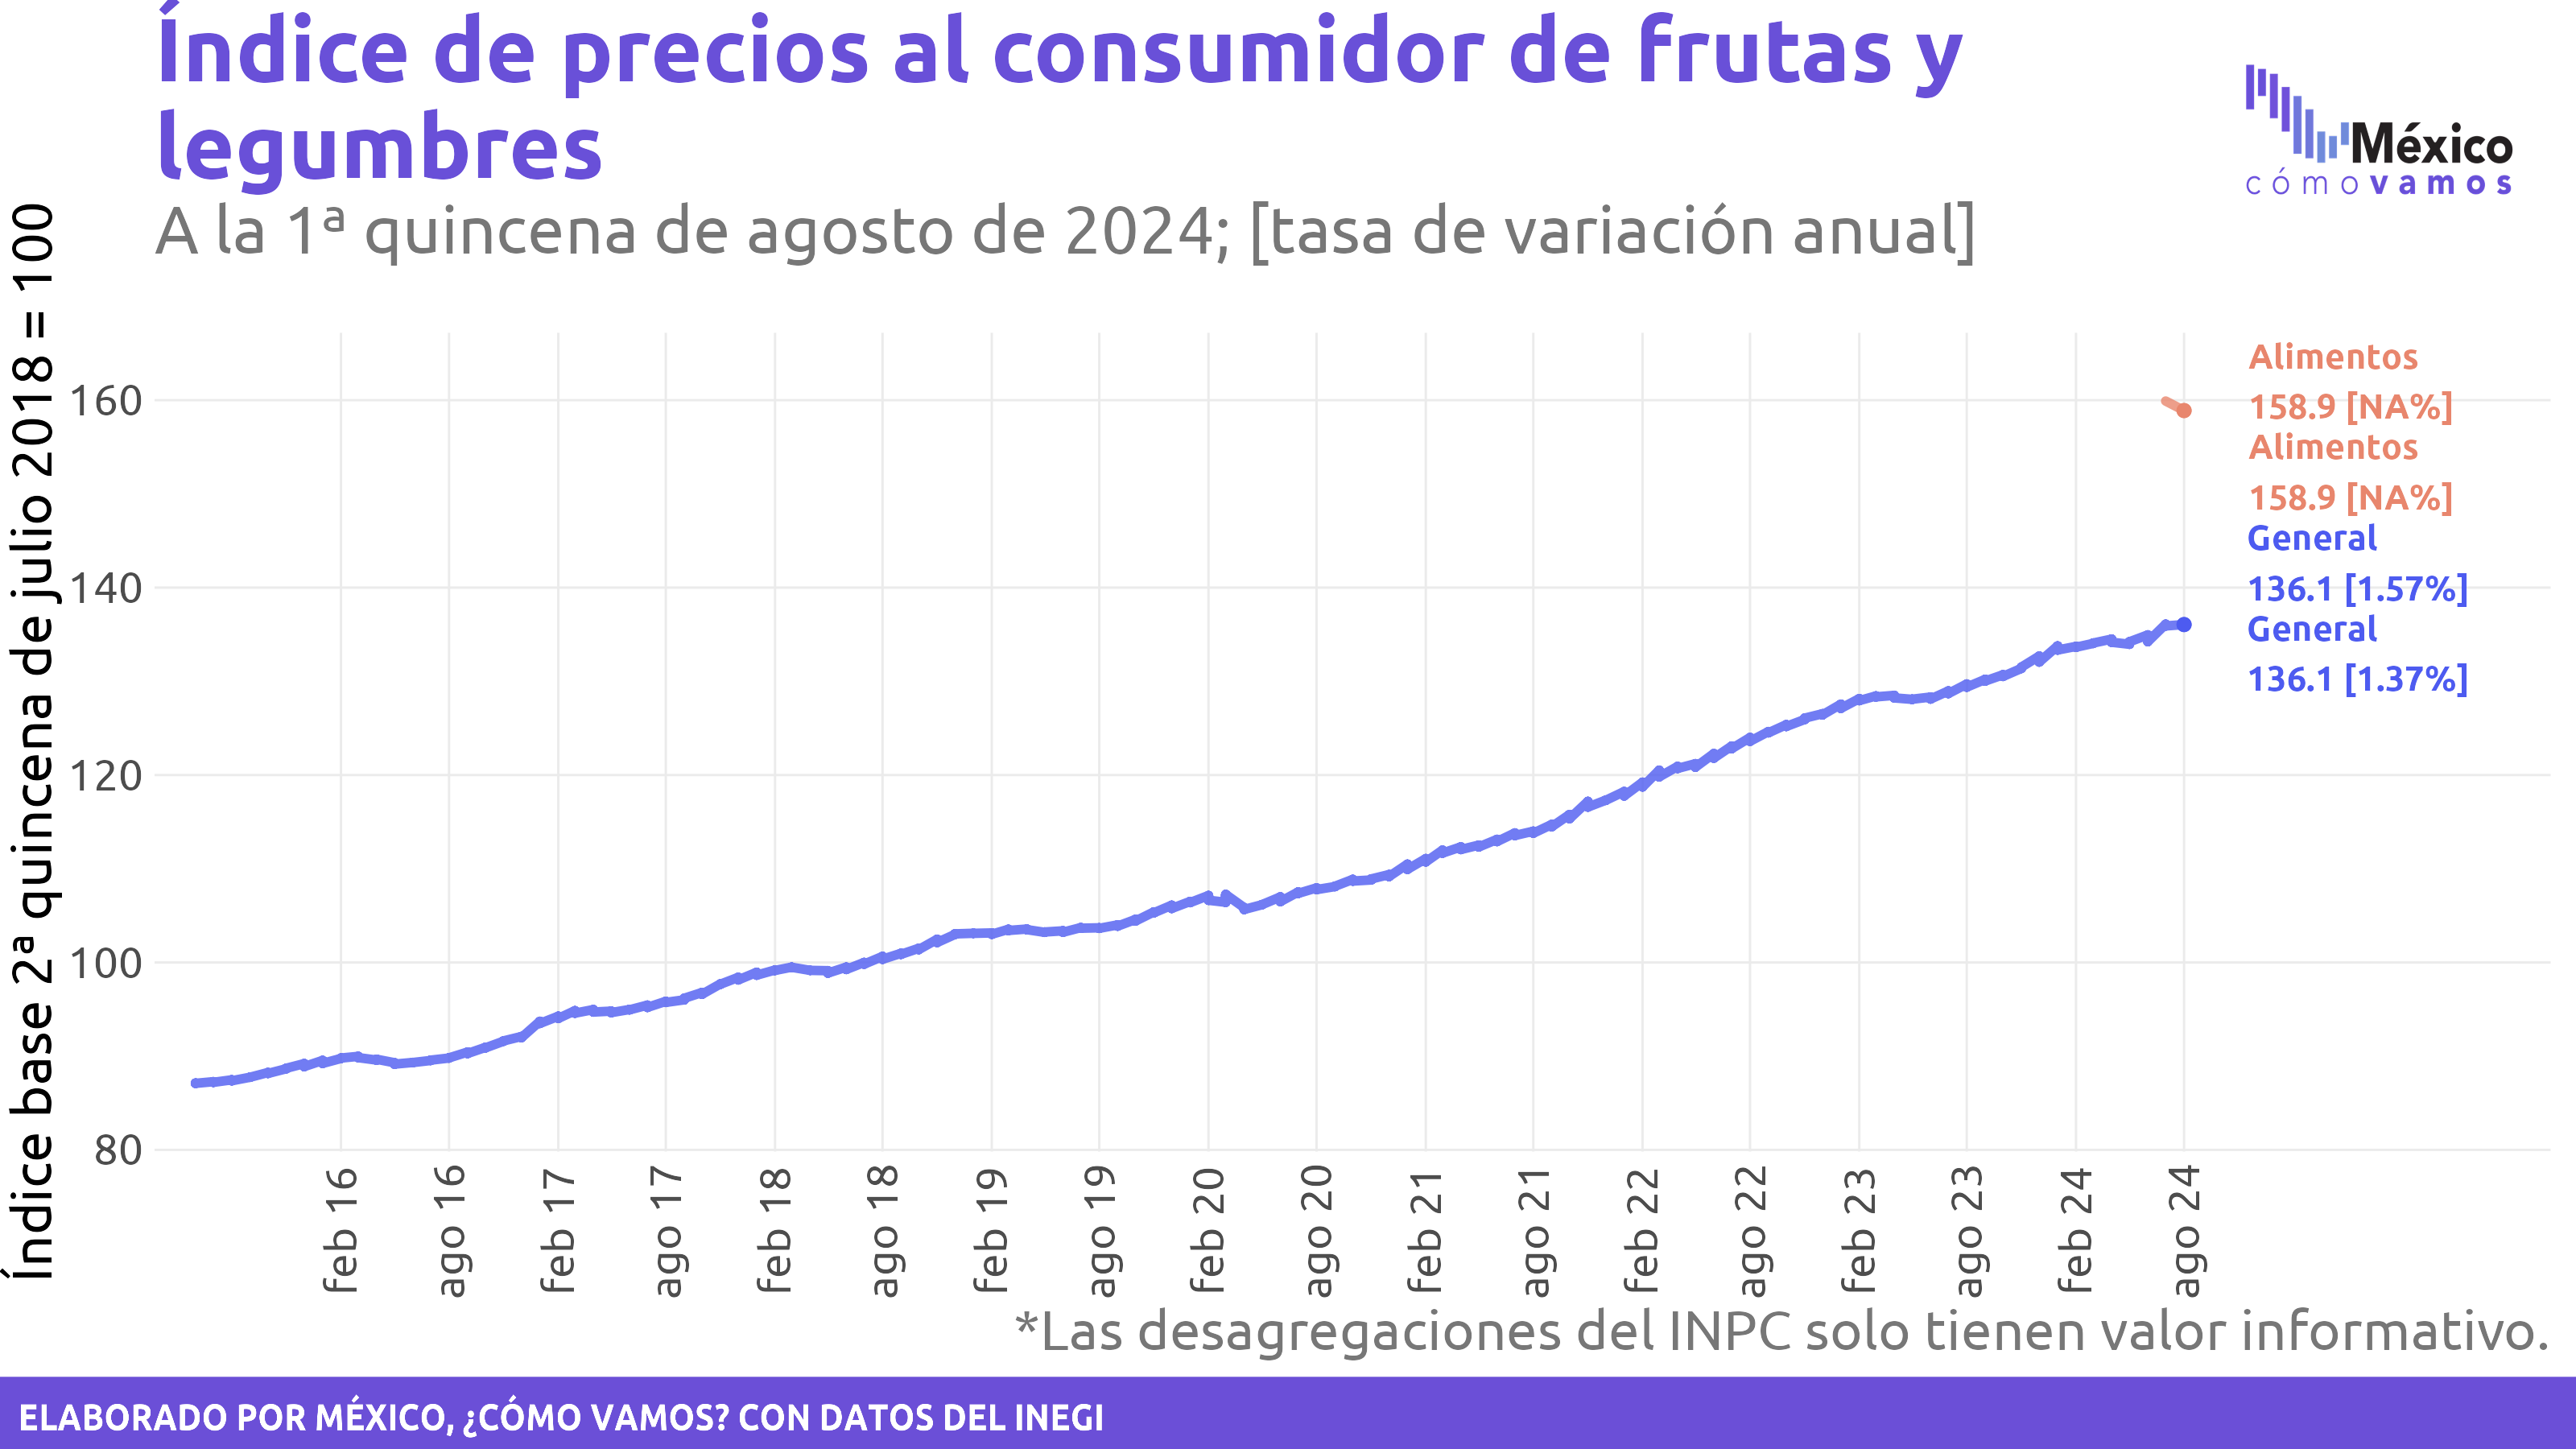 Índice de precios al consumidor de frutas y
legumbres
A la 1ª quincena de agosto de 2024; [tasa de variación anual]
México
cómo vamos
Índice base 2ª quincena de julio 2018 = 100
160
140
120
100
80
Alimentos
158.9 [NA%]
Alimentos
158.9 [NA%]
General
136.1 [1.57%]
General
136.1 [1.37%]
feb 16
ago 16
feb 17
ago 17
feb 18
ago 18
feb 19
ago 19
feb 20
ago 20
feb 21
ago 21
feb 22
ago 22
feb 23
ago 23
feb 24
ago 24
*Las desagregaciones del INPC solo tienen valor informativo.
ELABORADO POR MÉXICO, ¿CÓMO VAMOS? CON DATOS DEL INEGI